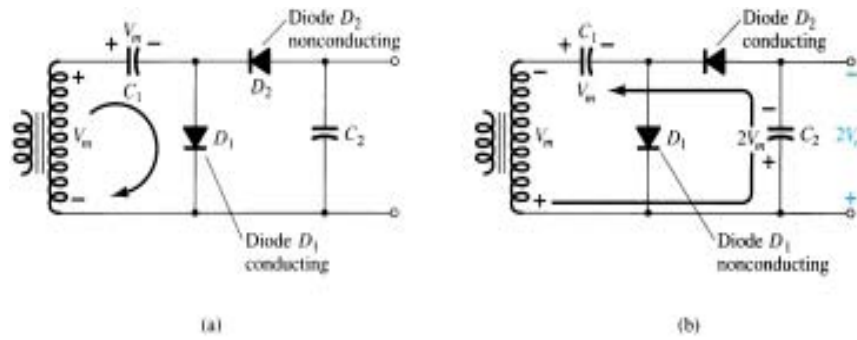 Diode D₂
nonconducting
+ Vₘ −
C₁
D₂
+
Vₘ
−
D₁
C₂
Diode D₁
conducting
(a)
Diode D₂
conducting
C₁
+ −
Vₘ
−
Vₘ
+
D₁
−
2Vₘ
+
C₂
−
+
Diode D₁
nonconducting
(b)